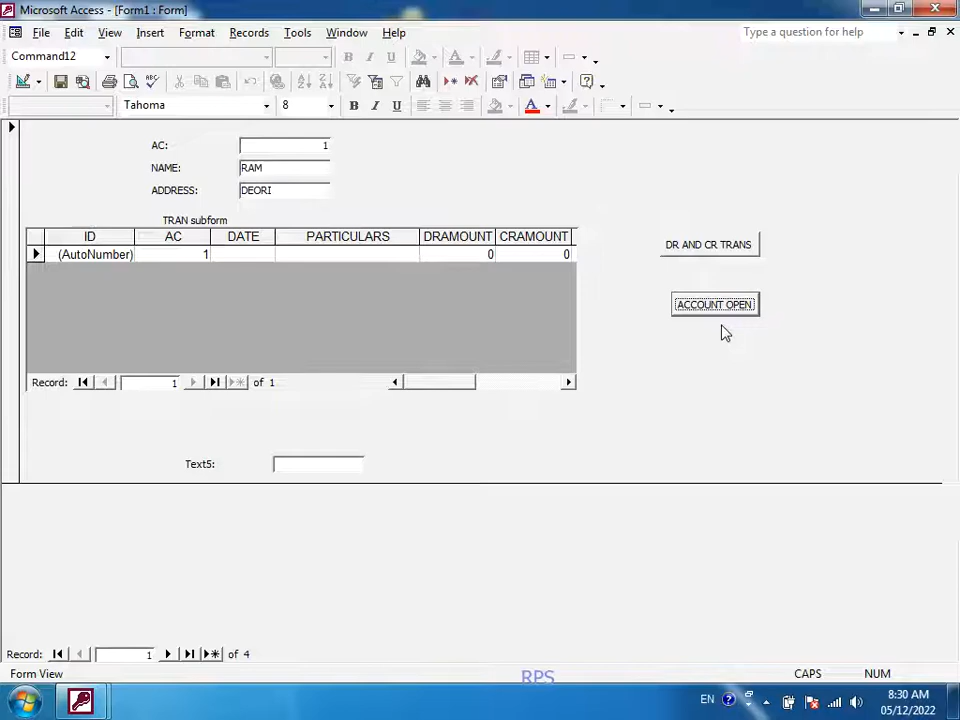 Microsoft Access - [Form1 : Form]
File Edit View Insert Format Records Tools Window Help Type a question for help
Command12
Tahoma 8 B I U
AC: 1
NAME: RAM
ADDRESS: DEORI
TRAN subform
ID AC DATE PARTICULARS DRAMOUNT CRAMOUNT
(AutoNumber) 1 0 0
DR AND CR TRANS
ACCOUNT OPEN
Record: 1 of 1
Text5:
Record: 1 of 4
Form View CAPS NUM
RPS
EN 8:30 AM
05/12/2022